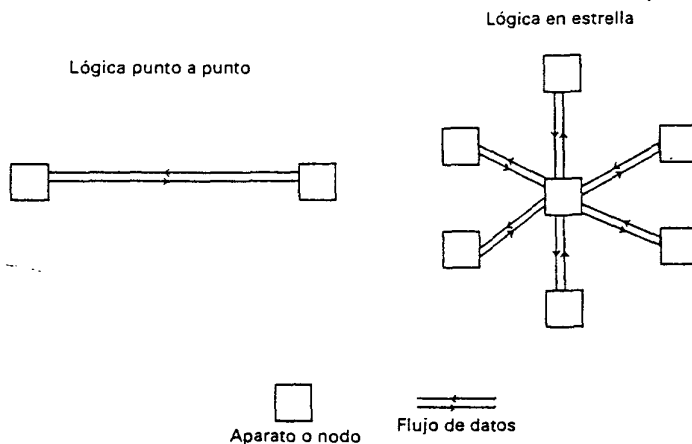 Lógica en estrella
Lógica punto a punto
Aparato o nodo
Flujo de datos